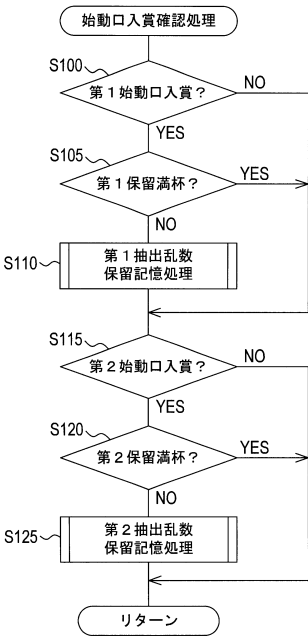 始動口入賞確認処理
S100
第１始動口入賞？
NO
YES
S105
第１保留満杯？
YES
NO
S110
第１抽出乱数
保留記憶処理
S115
第２始動口入賞？
NO
YES
S120
第２保留満杯？
YES
NO
S125
第２抽出乱数
保留記憶処理
リターン